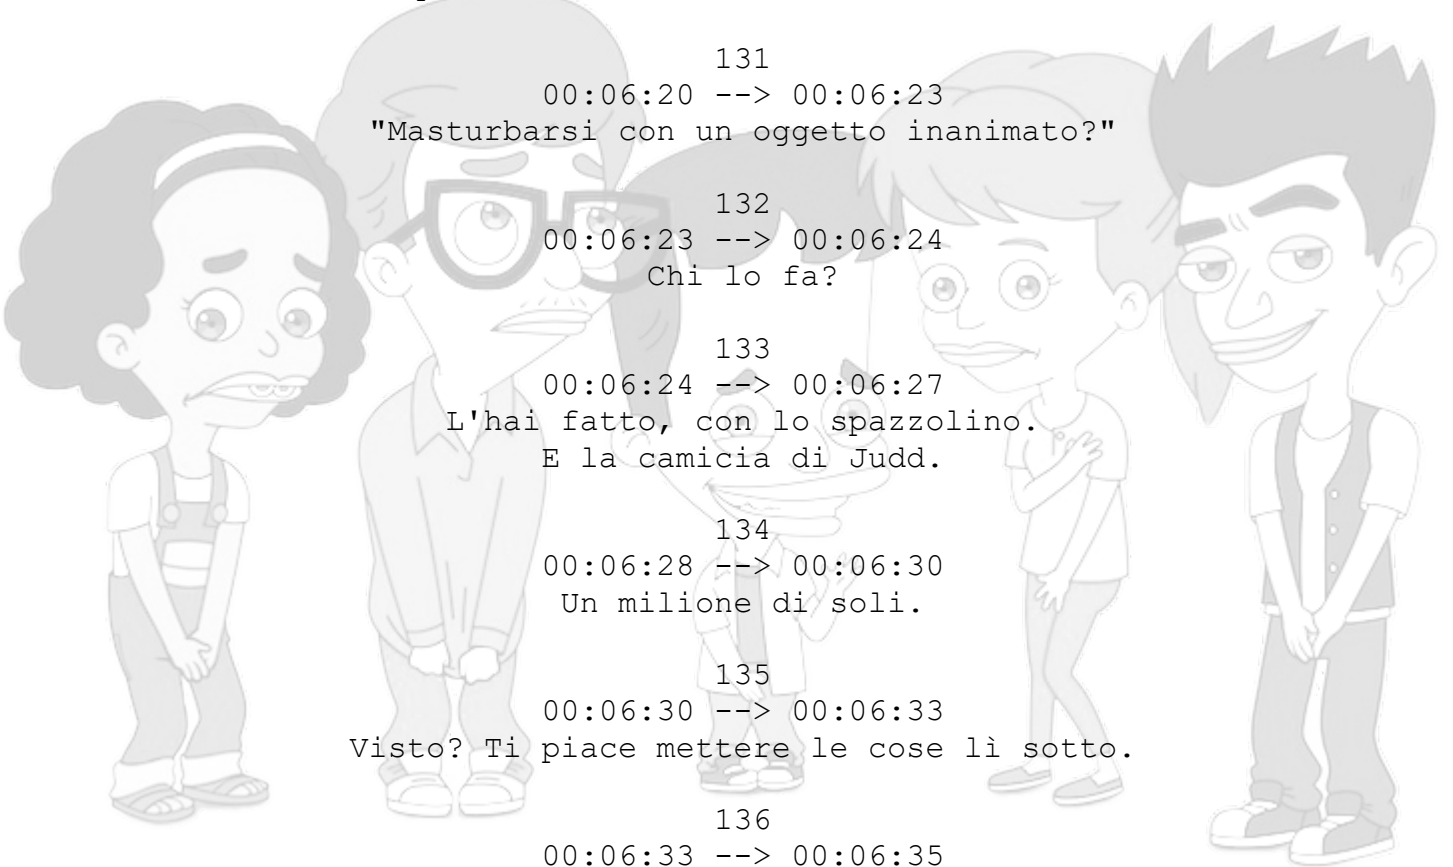 131
00:06:20 --> 00:06:23
"Masturbarsi con un oggetto inanimato?"
132
00:06:23 --> 00:06:24
Chi lo fa?
133
00:06:24 --> 00:06:27
L'hai fatto, con lo spazzolino.
E la camicia di Judd.
134
00:06:28 --> 00:06:30
Un milione di soli.
135
00:06:30 --> 00:06:33
Visto? Ti piace mettere le cose lì sotto.
136
00:06:33 --> 00:06:35